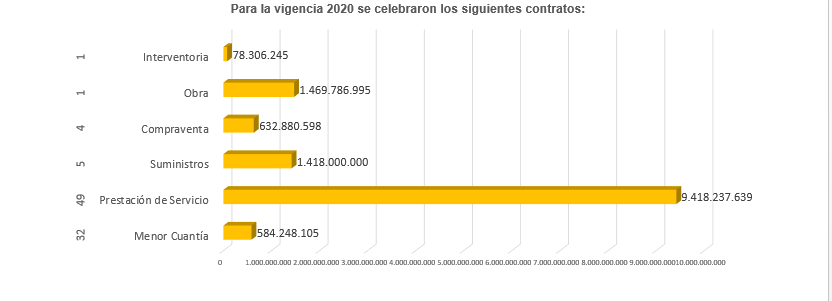 Para la vigencia 2020 se celebraron los siguientes contratos:
1 Interventoria 78.306.245
1 Obra 1.469.786.995
4 Compraventa 632.880.598
5 Suministros 1.418.000.000
49 Prestación de Servicio 9.418.237.639
32 Menor Cuantía 584.248.105
0 1.000.000.000 2.000.000.000 3.000.000.000 4.000.000.000 5.000.000.000 6.000.000.000 7.000.000.000 8.000.000.000 9.000.000.000 10.000.000.000